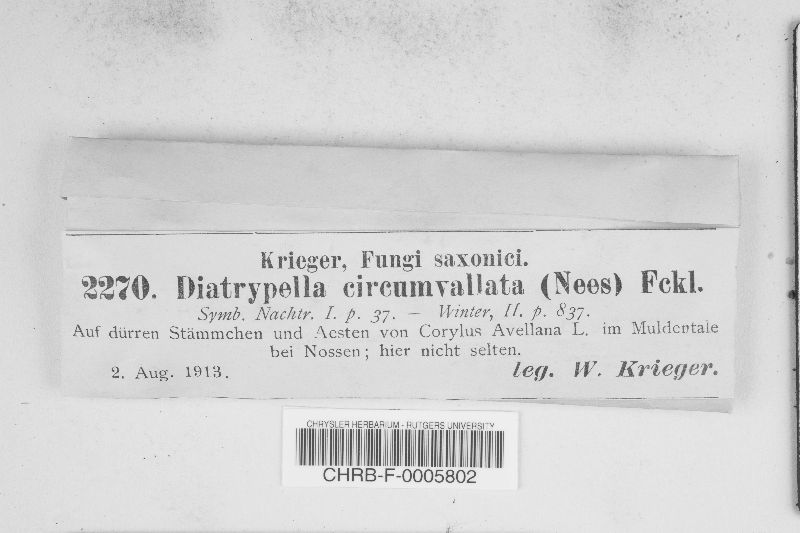 Krieger, Fungi saxonici.
2270. Diatrypella circumvallata (Nees) Fckl.
Symb. Nachtr. I. p. 37. — Winter, II. p. 837.
Auf dürren Stämmchen und Aesten von Corylus Avellana L. im Muldentale
bei Nossen; hier nicht selten.
2. Aug. 1913. leg. W. Krieger.
CHRYSLER HERBARIUM - RUTGERS UNIVERSITY
CHRB-F-0005802